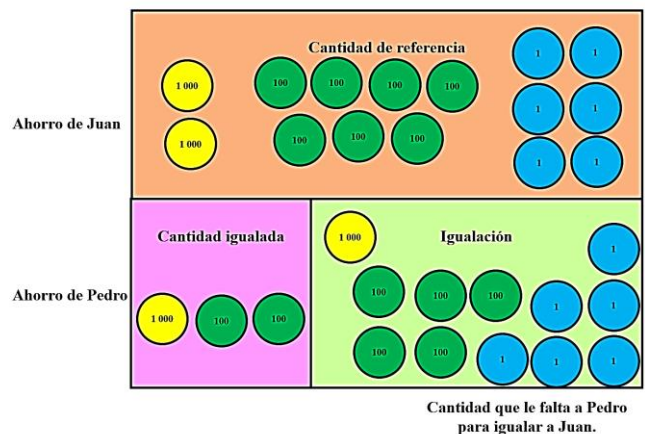 Cantidad de referencia
1 000
100 100 100 100
1 1
Ahorro de Juan
1 000
100 100 100
1 1
1 1
Cantidad igualada
Igualación
1 000
1
Ahorro de Pedro
1 000 100 100
100 100 100
1 1
100 100
1 1 1
Cantidad que le falta a Pedro
para igualar a Juan.